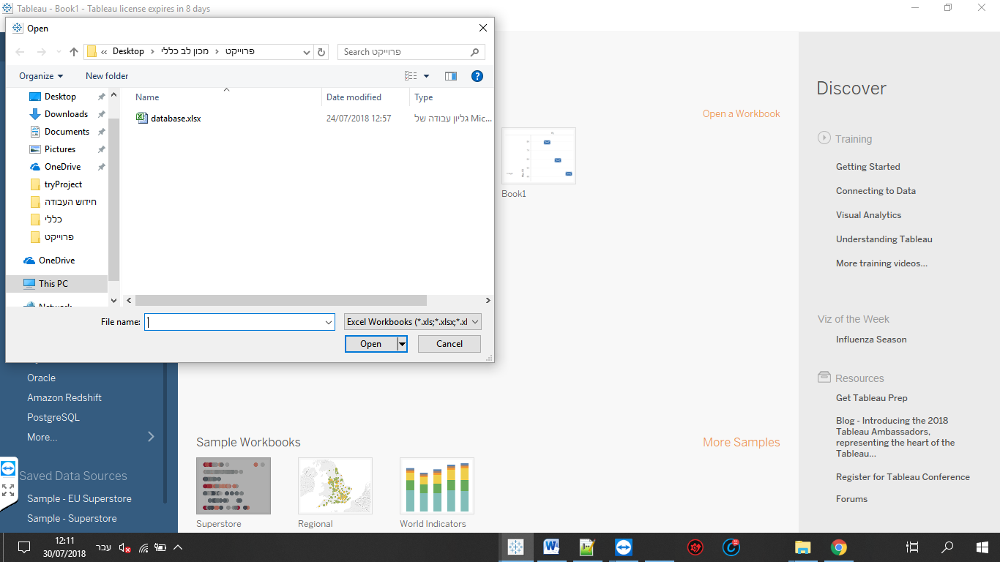 Tableau - Book1 - Tableau license expires in 8 days
Open
« Desktop › מכון לב כללי › פרוייקט
Search פרוייקט
Organize
New folder
Name
Date modified
Type
Desktop
Downloads
Documents
Pictures
OneDrive
tryProject
חידוש העבודה
כללי
פרוייקט
OneDrive
This PC
Network
database.xlsx
24/07/2018 12:57
גליון עבודה של Mic...
File name:
Excel Workbooks (*.xls;*.xlsx;*.xl
Open
Cancel
Oracle
Amazon Redshift
PostgreSQL
More...
Saved Data Sources
Sample - EU Superstore
Sample - Superstore
Open a Workbook
Book1
Sample Workbooks
More Samples
Superstore
Regional
World Indicators
Discover
Training
Getting Started
Connecting to Data
Visual Analytics
Understanding Tableau
More training videos...
Viz of the Week
Influenza Season
Resources
Get Tableau Prep
Blog - Introducing the 2018
Tableau Ambassadors,
representing the heart of the
Tableau...
Register for Tableau Conference
Forums
12:11
30/07/2018
עבר